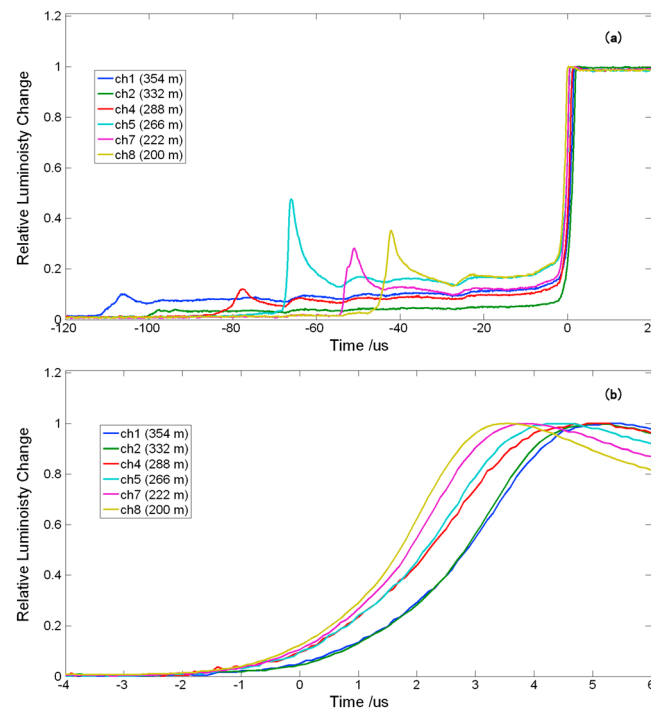 1.2
(a)
1
ch1 (354 m)
ch2 (332 m)
0.8
ch4 (288 m)
ch5 (266 m)
ch7 (222 m)
ch8 (200 m)
0.6
Relative Luminoisty Change
0.4
0.2
0
-120 -100 -80 -60 -40 -20 0 2
Time /us
1.2
(b)
1
ch1 (354 m)
ch2 (332 m)
0.8
ch4 (288 m)
ch5 (266 m)
ch7 (222 m)
ch8 (200 m)
0.6
Relative Luminoisty Change
0.4
0.2
0
-4 -3 -2 -1 0 1 2 3 4 5 6
Time /us